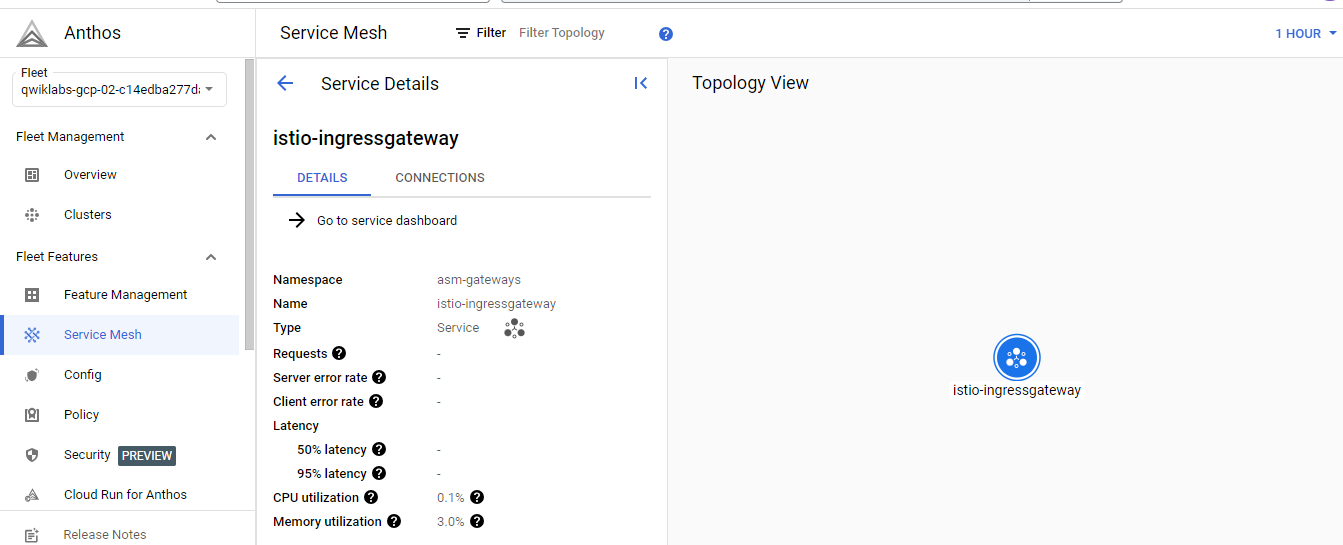 Anthos
Service Mesh
Filter
Filter Topology
1 HOUR
Fleet
qwiklabs-gcp-02-c14edba277d
Fleet Management
Overview
Clusters
Fleet Features
Feature Management
Service Mesh
Config
Policy
Security PREVIEW
Cloud Run for Anthos
Release Notes
Service Details
istio-ingressgateway
DETAILS
CONNECTIONS
Go to service dashboard
Namespace asm-gateways
Name istio-ingressgateway
Type Service
Requests ? -
Server error rate ? -
Client error rate ? -
Latency
50% latency ? -
95% latency ? -
CPU utilization ? 0.1% ?
Memory utilization ? 3.0% ?
Topology View
istio-ingressgateway